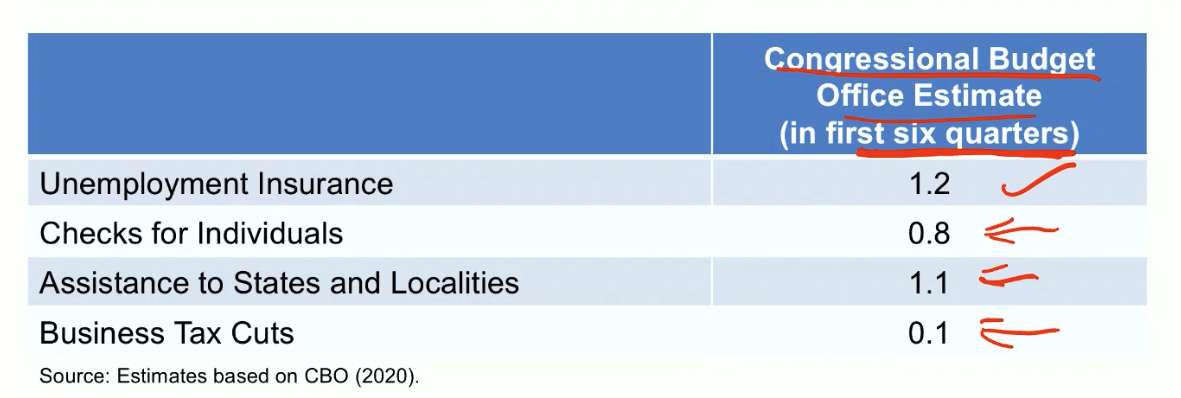 Congressional Budget
Office Estimate
(in first six quarters)
Unemployment Insurance 1.2
Checks for Individuals 0.8
Assistance to States and Localities 1.1
Business Tax Cuts 0.1
Source: Estimates based on CBO (2020).